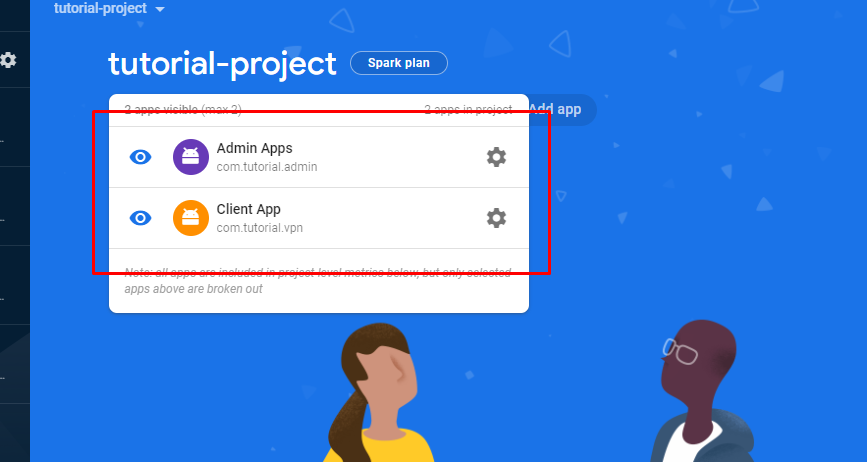 tutorial-project
tutorial-project Spark plan
2 apps visible (max 2) 2 apps in project Add app
Admin Apps
com.tutorial.admin
Client App
com.tutorial.vpn
Note: all apps are included in project level metrics below, but only selected
apps above are broken out